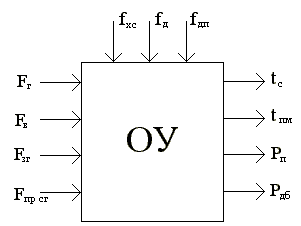 fхс fд fдп
Fг tс
Fв tпм
Fзг ОУ Pп
Fпр сг Pдб